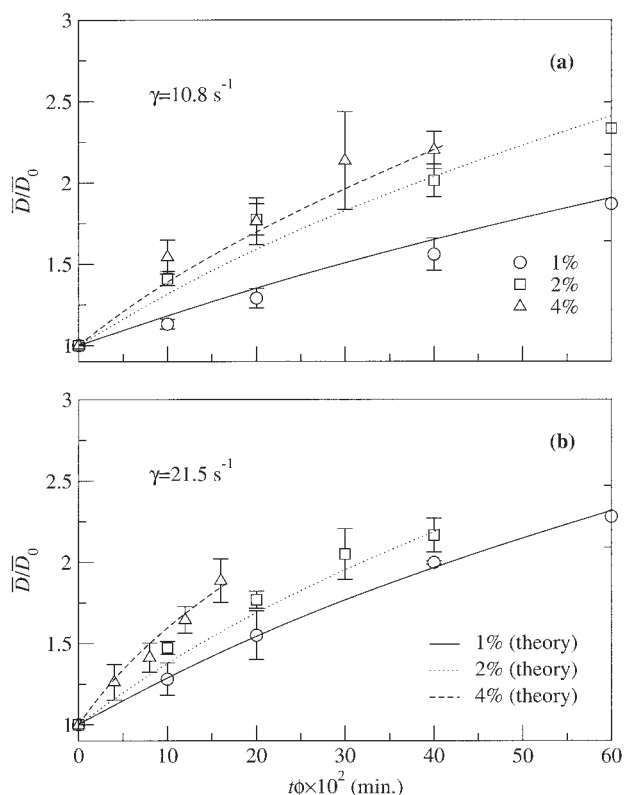 3
(a)
γ=10.8 s⁻¹
2.5
D̅/D̅₀
2
1.5
1%
2%
4%
1
3
(b)
γ=21.5 s⁻¹
2.5
D̅/D̅₀
2
1.5
1% (theory)
2% (theory)
4% (theory)
1
0 10 20 30 40 50 60
tϕ×10² (min.)